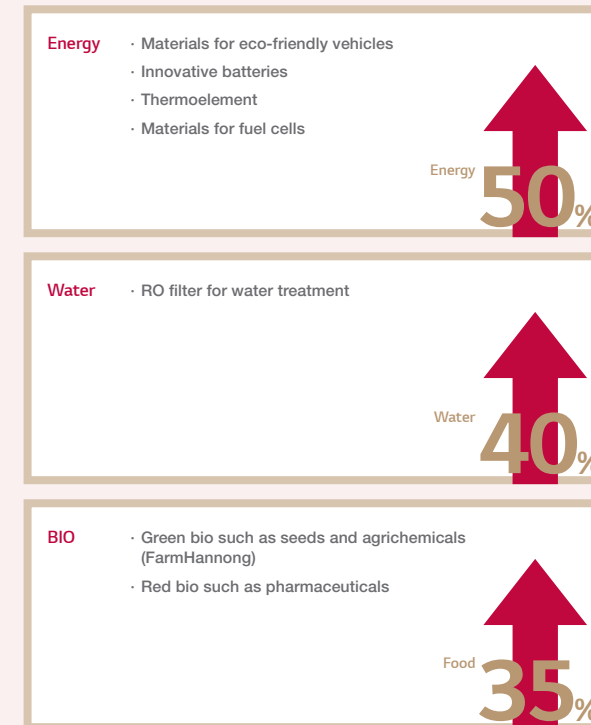 Energy
· Materials for eco-friendly vehicles
· Innovative batteries
· Thermoelement
· Materials for fuel cells
Energy 50%
Water
· RO filter for water treatment
Water 40%
BIO
· Green bio such as seeds and agrichemicals
(FarmHannong)
· Red bio such as pharmaceuticals
Food 35%